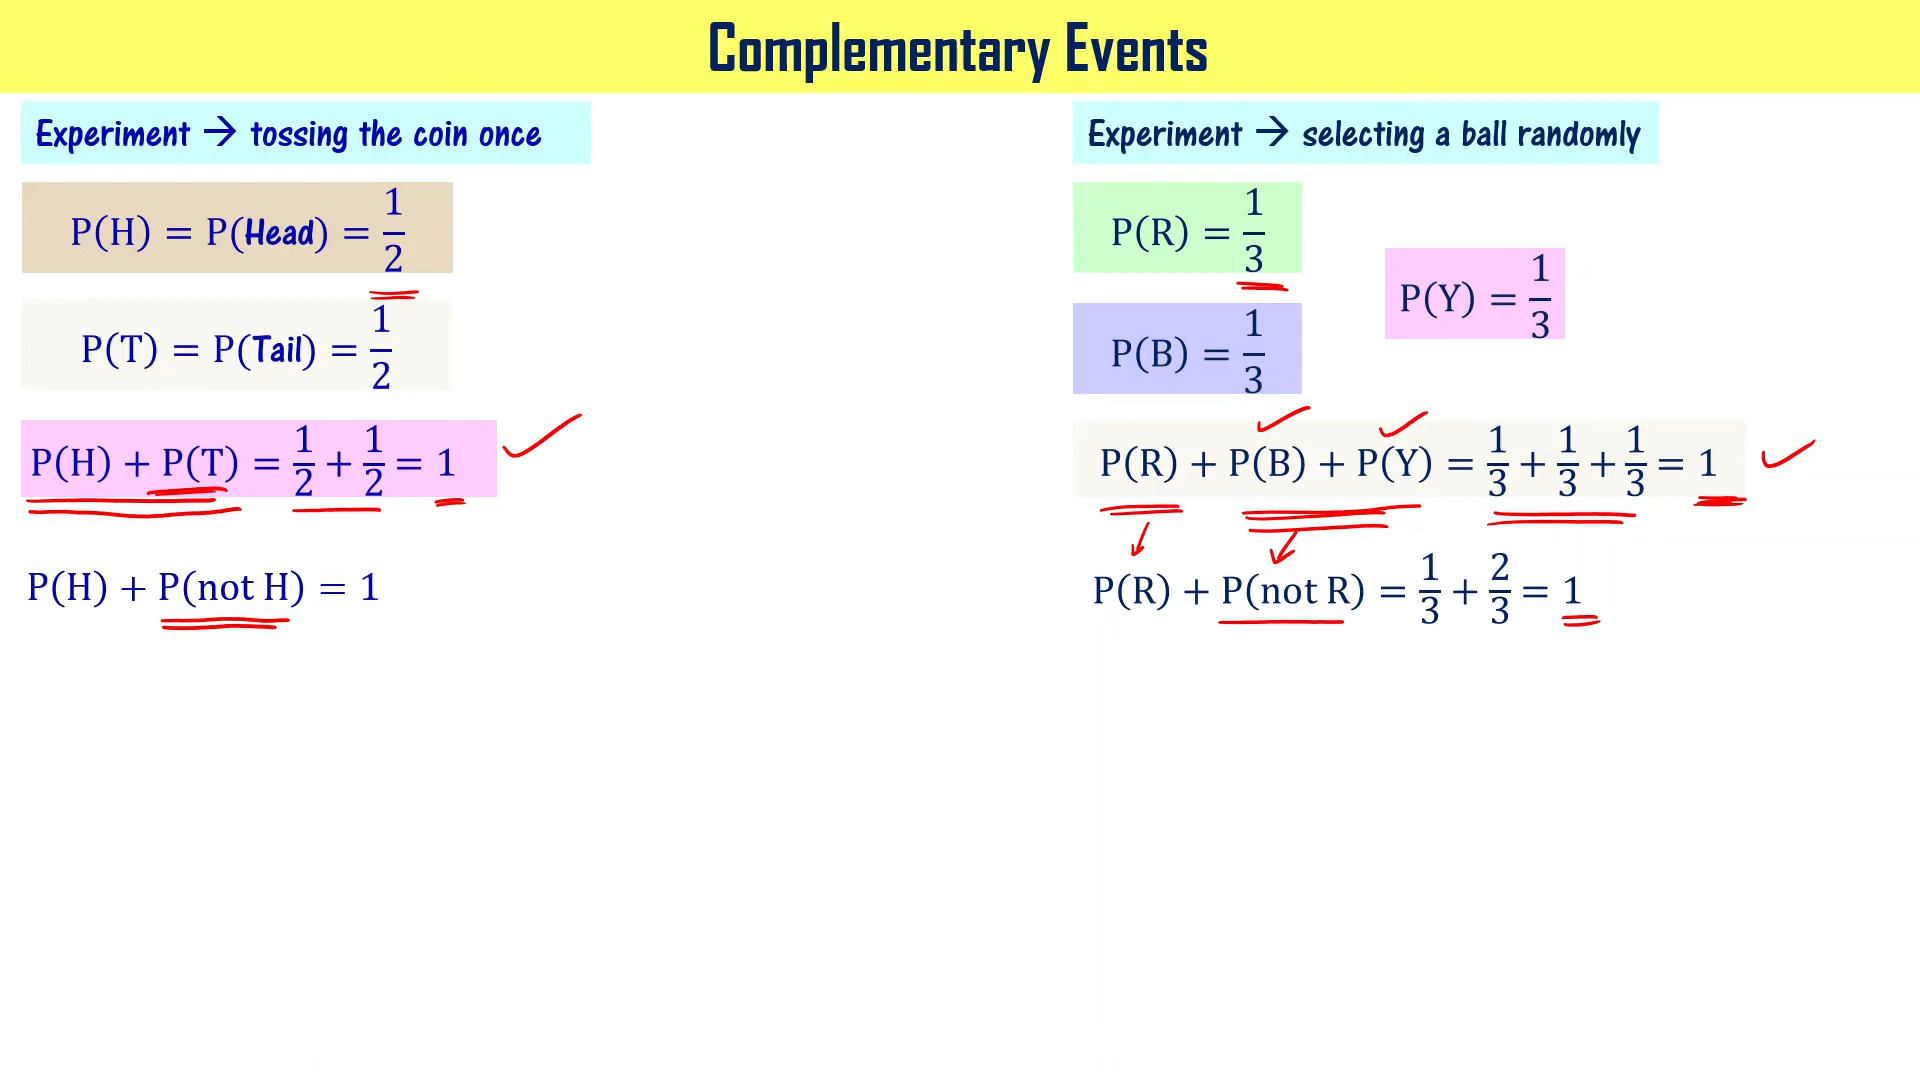 Complementary Events
Experiment → tossing the coin once
P(H) = P(Head) = 1/2
P(T) = P(Tail) = 1/2
P(H) + P(T) = 1/2 + 1/2 = 1
P(H) + P(not H) = 1
Experiment → selecting a ball randomly
P(R) = 1/3
P(Y) = 1/3
P(B) = 1/3
P(R) + P(B) + P(Y) = 1/3 + 1/3 + 1/3 = 1
P(R) + P(not R) = 1/3 + 2/3 = 1